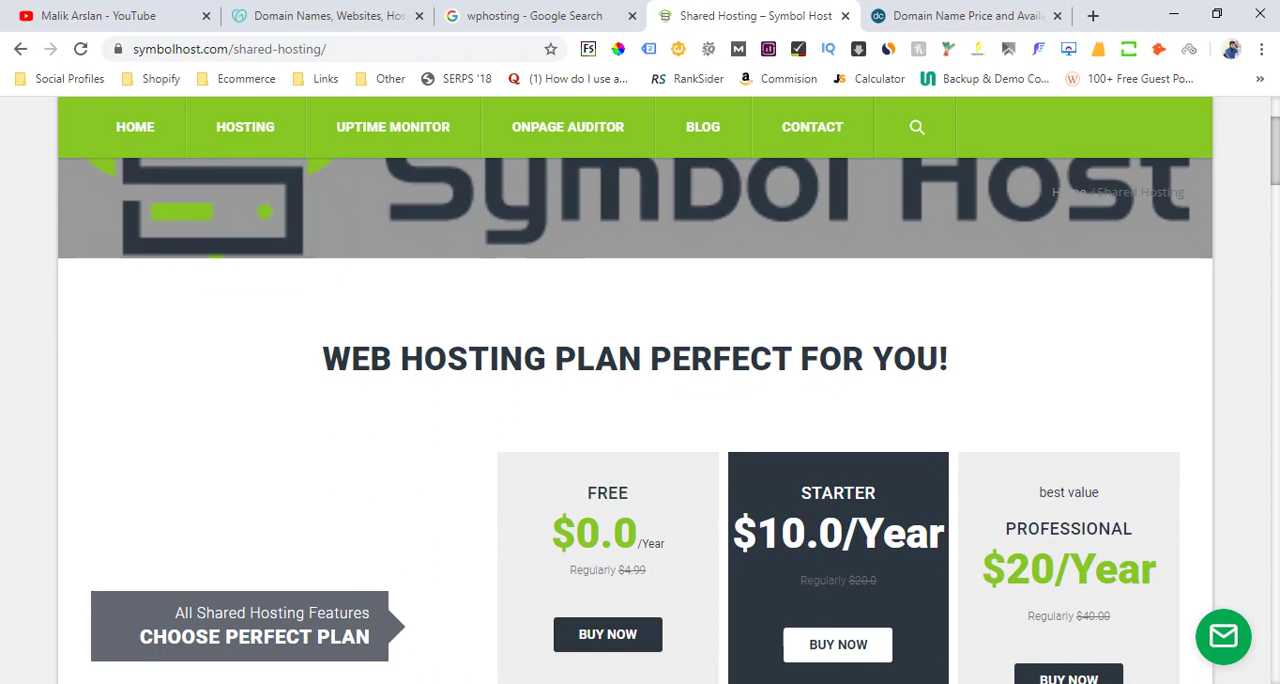 Malik Arslan - YouTube
Domain Names, Websites, Hos
wphosting - Google Search
Shared Hosting – Symbol Host
Domain Name Price and Availa
symbolhost.com/shared-hosting/
Social Profiles
Shopify
Ecommerce
Links
Other
SERPS '18
(1) How do I use a...
RankSider
Commision
Calculator
Backup & Demo Co...
100+ Free Guest Po...
HOME
HOSTING
UPTIME MONITOR
ONPAGE AUDITOR
BLOG
CONTACT
Symbol Host
Home / Shared Hosting
WEB HOSTING PLAN PERFECT FOR YOU!
All Shared Hosting Features
CHOOSE PERFECT PLAN
FREE
$0.0/Year
Regularly $4.99
BUY NOW
STARTER
$10.0/Year
Regularly $20.0
BUY NOW
best value
PROFESSIONAL
$20/Year
Regularly $40.00
BUY NOW